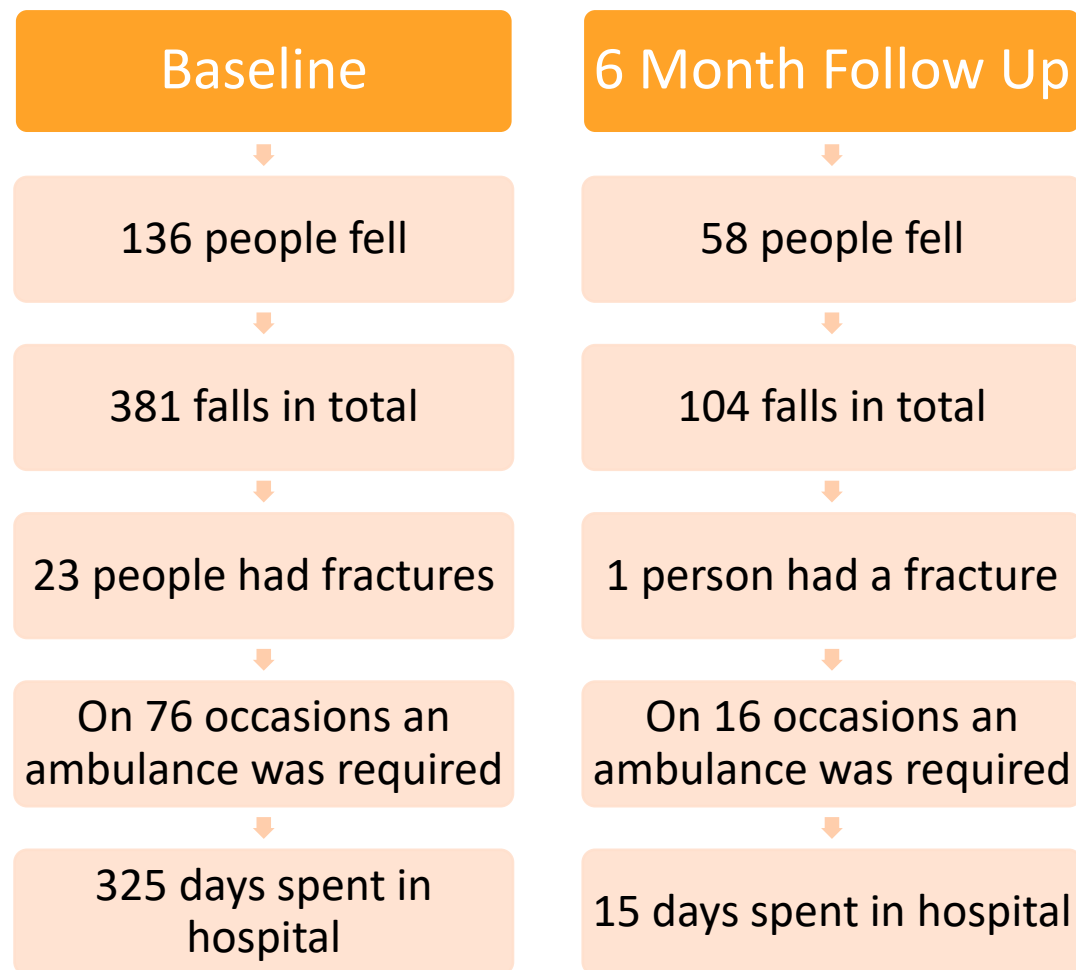 Baseline
136 people fell
381 falls in total
23 people had fractures
On 76 occasions an
ambulance was required
325 days spent in
hospital
6 Month Follow Up
58 people fell
104 falls in total
1 person had a fracture
On 16 occasions an
ambulance was required
15 days spent in hospital